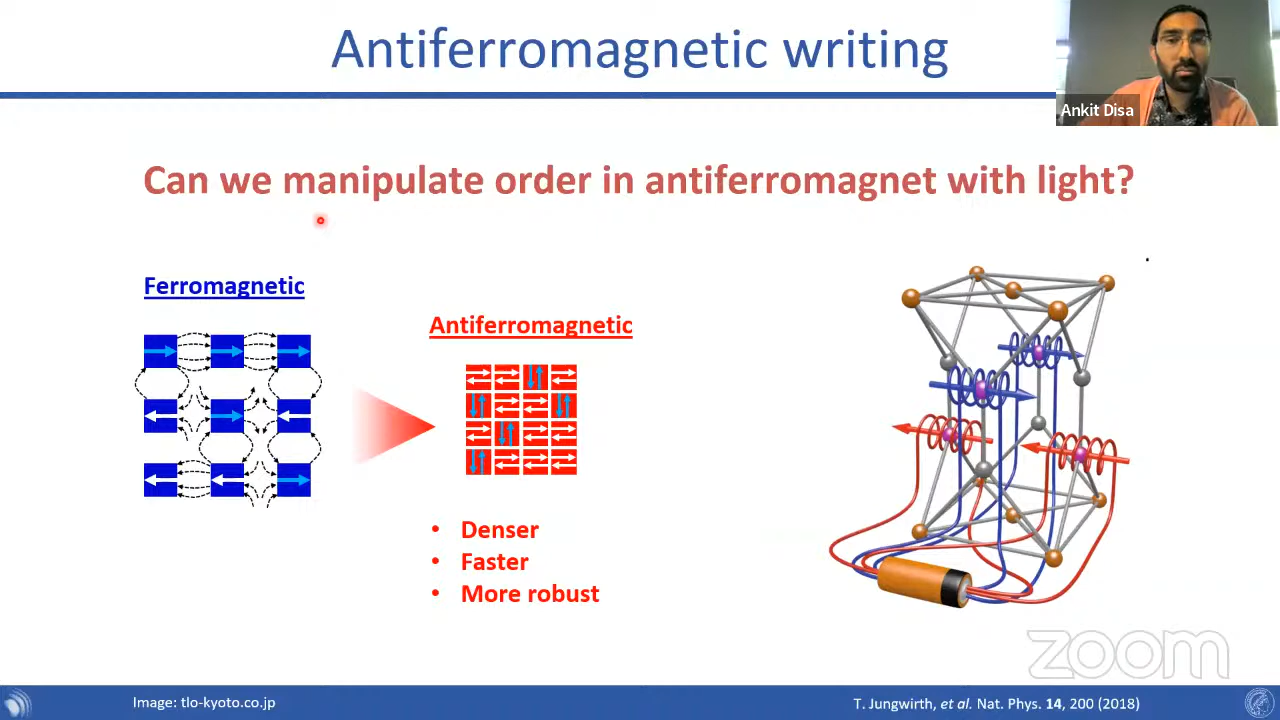 Antiferromagnetic writing
Ankit Disa
Can we manipulate order in antiferromagnet with light?
Ferromagnetic
Antiferromagnetic
• Denser
• Faster
• More robust
zoom
Image: tlo-kyoto.co.jp
T. Jungwirth, et al. Nat. Phys. 14, 200 (2018)